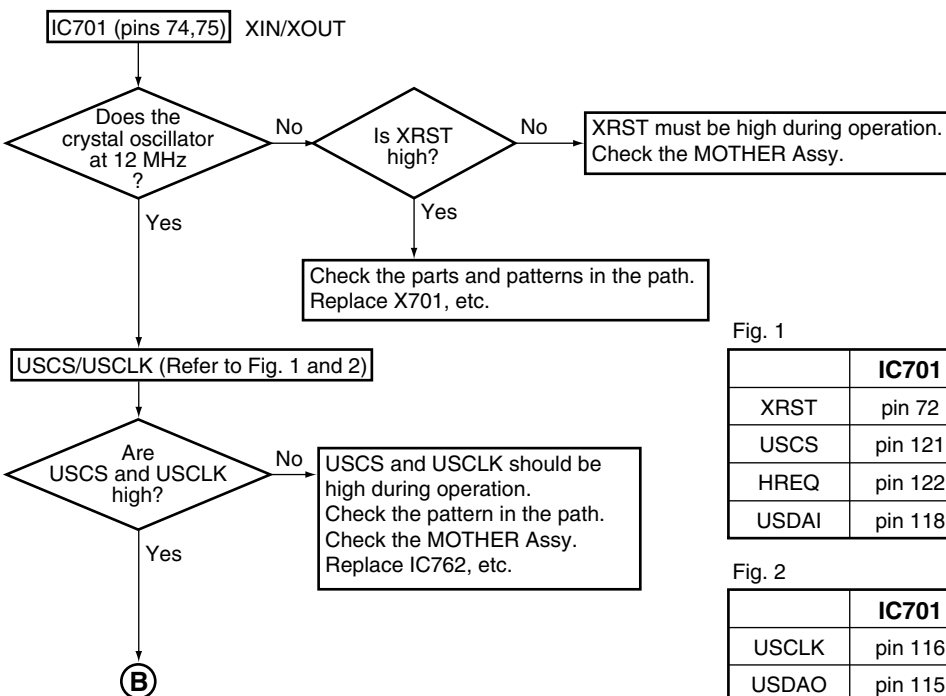 IC701 (pins 74,75) XIN/XOUT
Does the
crystal oscillator
at 12 MHz
?
No
Is XRST
high?
No
XRST must be high during operation.
Check the MOTHER Assy.
Yes
Yes
Check the parts and patterns in the path.
Replace X701, etc.
USCS/USCLK (Refer to Fig. 1 and 2)
Are
USCS and USCLK
high?
No
USCS and USCLK should be
high during operation.
Check the pattern in the path.
Check the MOTHER Assy.
Replace IC762, etc.
Yes
B
Fig. 1
IC701
XRST pin 72
USCS pin 121
HREQ pin 122
USDAI pin 118
Fig. 2
IC701
USCLK pin 116
USDAO pin 115